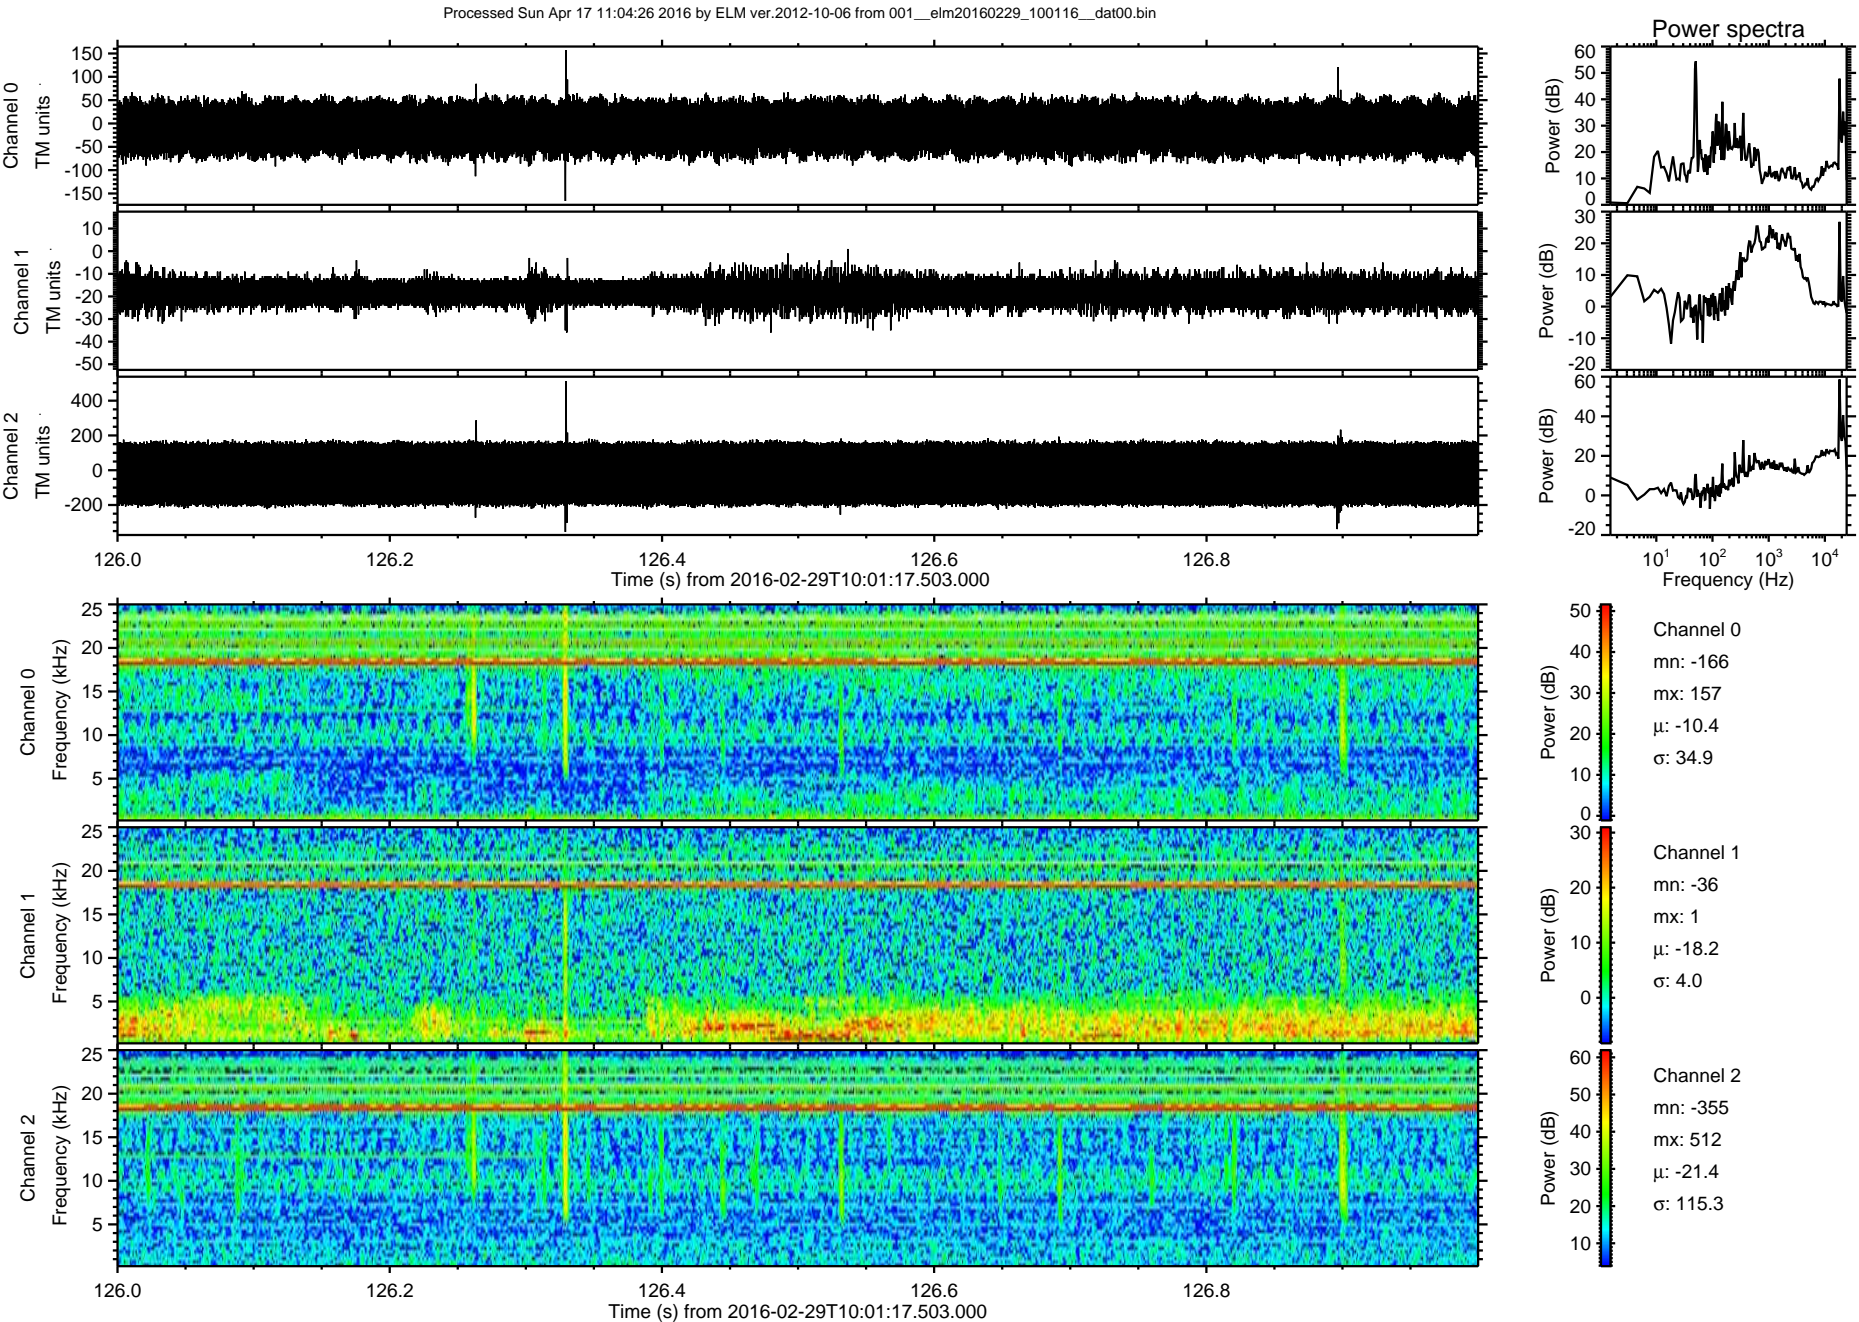 Processed Sun Apr 17 11:04:26 2016 by ELM ver.2012-10-06 from 001__elm20160229_100116__dat00.bin
Power spectra
Channel 0
TM units
150
100
50
0
-50
-100
-150
Power (dB)
60
50
40
30
20
10
0
Channel 1
TM units
10
0
-10
-20
-30
-40
-50
Power (dB)
30
20
10
0
-10
-20
Channel 2
TM units
400
200
0
-200
Power (dB)
60
40
20
0
-20
126.0 126.2 126.4 126.6 126.8
Time (s) from 2016-02-29T10:01:17.503.000
10¹ 10² 10³ 10⁴
Frequency (Hz)
Channel 0
Frequency (kHz)
25
20
15
10
5
Power (dB)
50
40
30
20
10
0
Channel 0
mn: -166
mx: 157
μ: -10.4
σ: 34.9
Channel 1
Frequency (kHz)
25
20
15
10
5
Power (dB)
30
20
10
0
Channel 1
mn: -36
mx: 1
μ: -18.2
σ: 4.0
Channel 2
Frequency (kHz)
25
20
15
10
5
Power (dB)
60
50
40
30
20
10
Channel 2
mn: -355
mx: 512
μ: -21.4
σ: 115.3
126.0 126.2 126.4 126.6 126.8
Time (s) from 2016-02-29T10:01:17.503.000